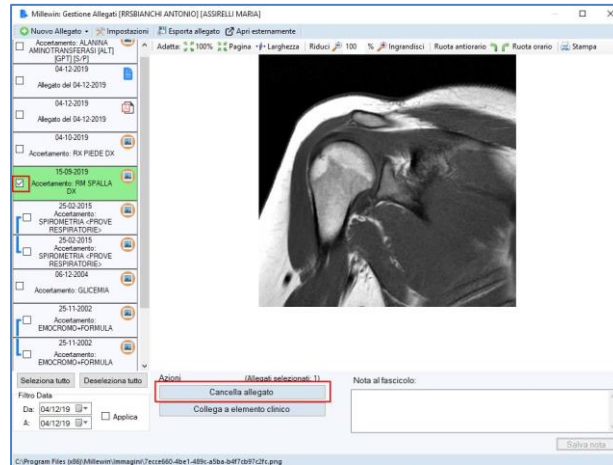 Millewin: Gestione Allegati [RRSBIANCHI ANTONIO] [ASSIRELLI MARIA]
Nuovo Allegato Impostazioni Esporta allegato Apri esternamente
Adatta: 100% Pagina Larghezza Riduci 100 % Ingrandisci Ruota antiorario Ruota orario Stampa
Accertamento: ALANINA
AMINOTRANSFERASI [ALT]
[GPT] [S/P]
04-12-2019
Allegato del 04-12-2019
04-12-2019
Allegato del 04-12-2019
04-10-2019
Accertamento: RX PIEDE DX
15-09-2019
Accertamento: RM SPALLA
DX
25-02-2015
Accertamento:
SPIROMETRIA <PROVE
RESPIRATORIE>
25-02-2015
Accertamento:
SPIROMETRIA <PROVE
RESPIRATORIE>
06-12-2004
Accertamento: GLICEMIA
25-11-2002
Accertamento:
EMOCROMO+FORMULA
25-11-2002
Accertamento:
EMOCROMO+FORMULA
Seleziona tutto Deseleziona tutto
Filtro Data
Da: 04/12/19
A: 04/12/19
Applica
Azioni (Allegati selezionati: 1)
Cancella allegato
Collega a elemento clinico
Nota al fascicolo:
Salva nota
C:\Program Files (x86)\Millewin\Immagini\7ecce660-4be1-489c-a5ba-b4f7cb97c2fc.png